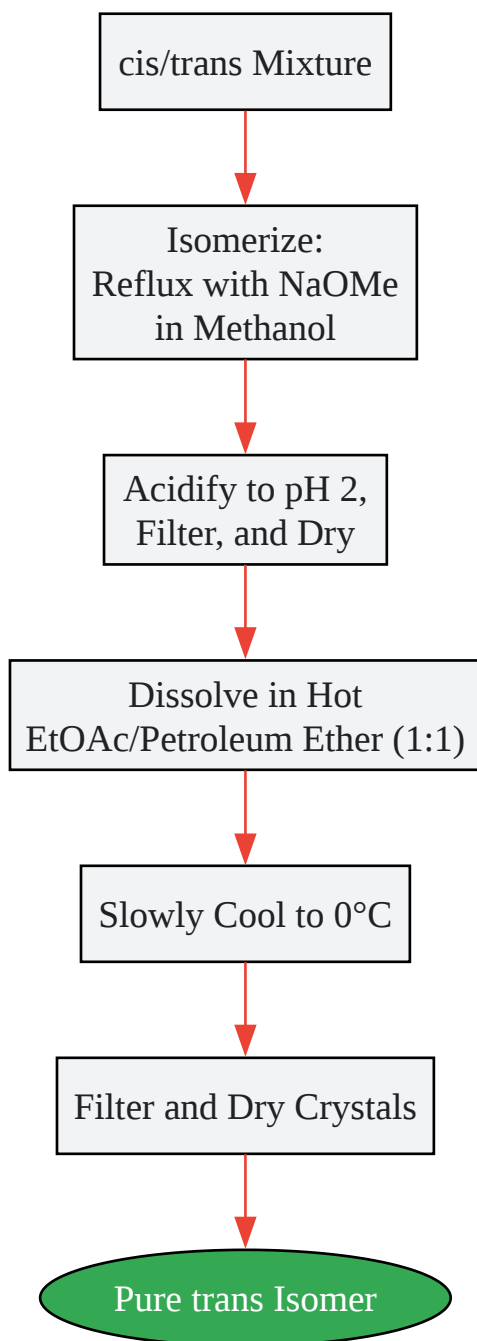 cis/trans Mixture
Isomerize:
Reflux with NaOMe
in Methanol
Acidify to pH 2,
Filter, and Dry
Dissolve in Hot
EtOAc/Petroleum Ether (1:1)
Slowly Cool to 0°C
Filter and Dry Crystals
Pure trans Isomer